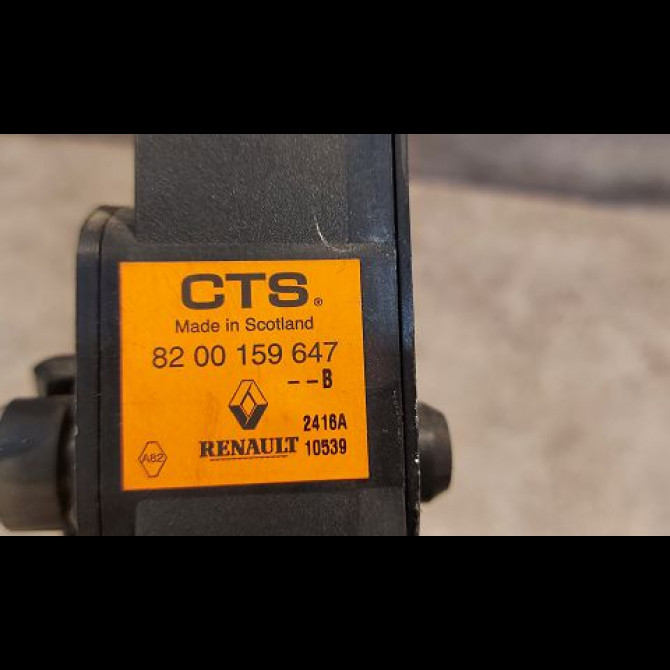 CTS®
Made in Scotland
82 00 159 647
--B
2416A
RENAULT 10539
A82